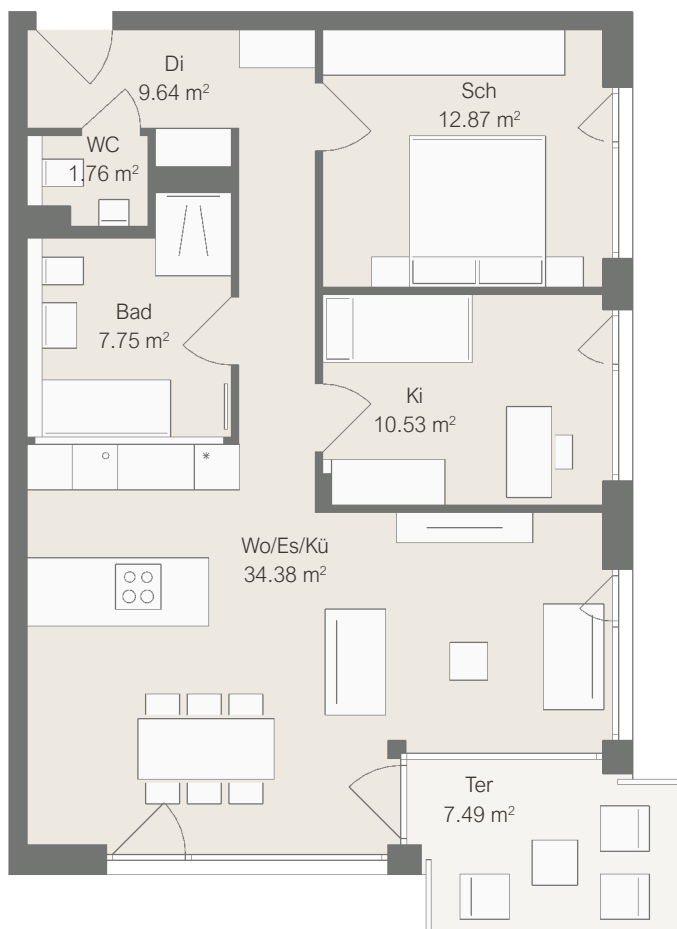 Di
9.64 m²
Sch
12.87 m²
WC
1.76 m²
Bad
7.75 m²
Ki
10.53 m²
Wo/Es/Kü
34.38 m²
Ter
7.49 m²